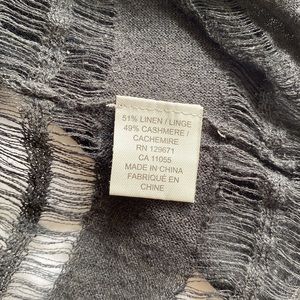 51% LINEN / LINGE
49% CASHMERE /
CACHEMIRE
RN 129671
CA 11055
MADE IN CHINA
FABRIQUÉ EN
CHINE